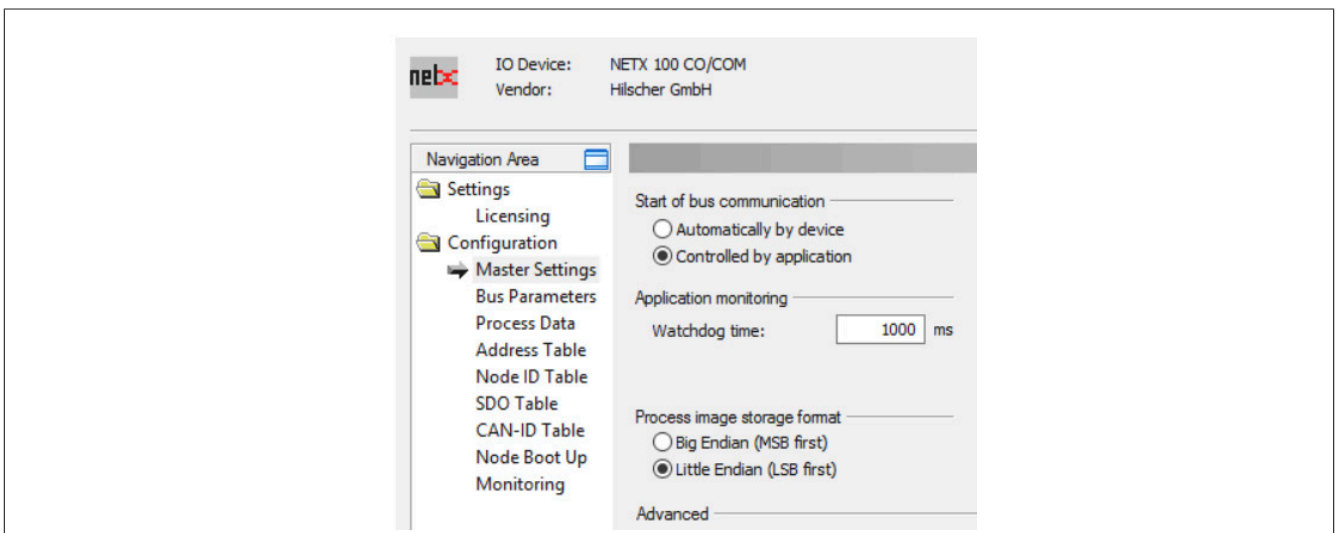 netx
IO Device: NETX 100 CO/COM
Vendor: Hilscher GmbH
Navigation Area
Settings
Licensing
Configuration
Master Settings
Bus Parameters
Process Data
Address Table
Node ID Table
SDO Table
CAN-ID Table
Node Boot Up
Monitoring
Start of bus communication
Automatically by device
Controlled by application
Application monitoring
Watchdog time: 1000 ms
Process image storage format
Big Endian (MSB first)
Little Endian (LSB first)
Advanced